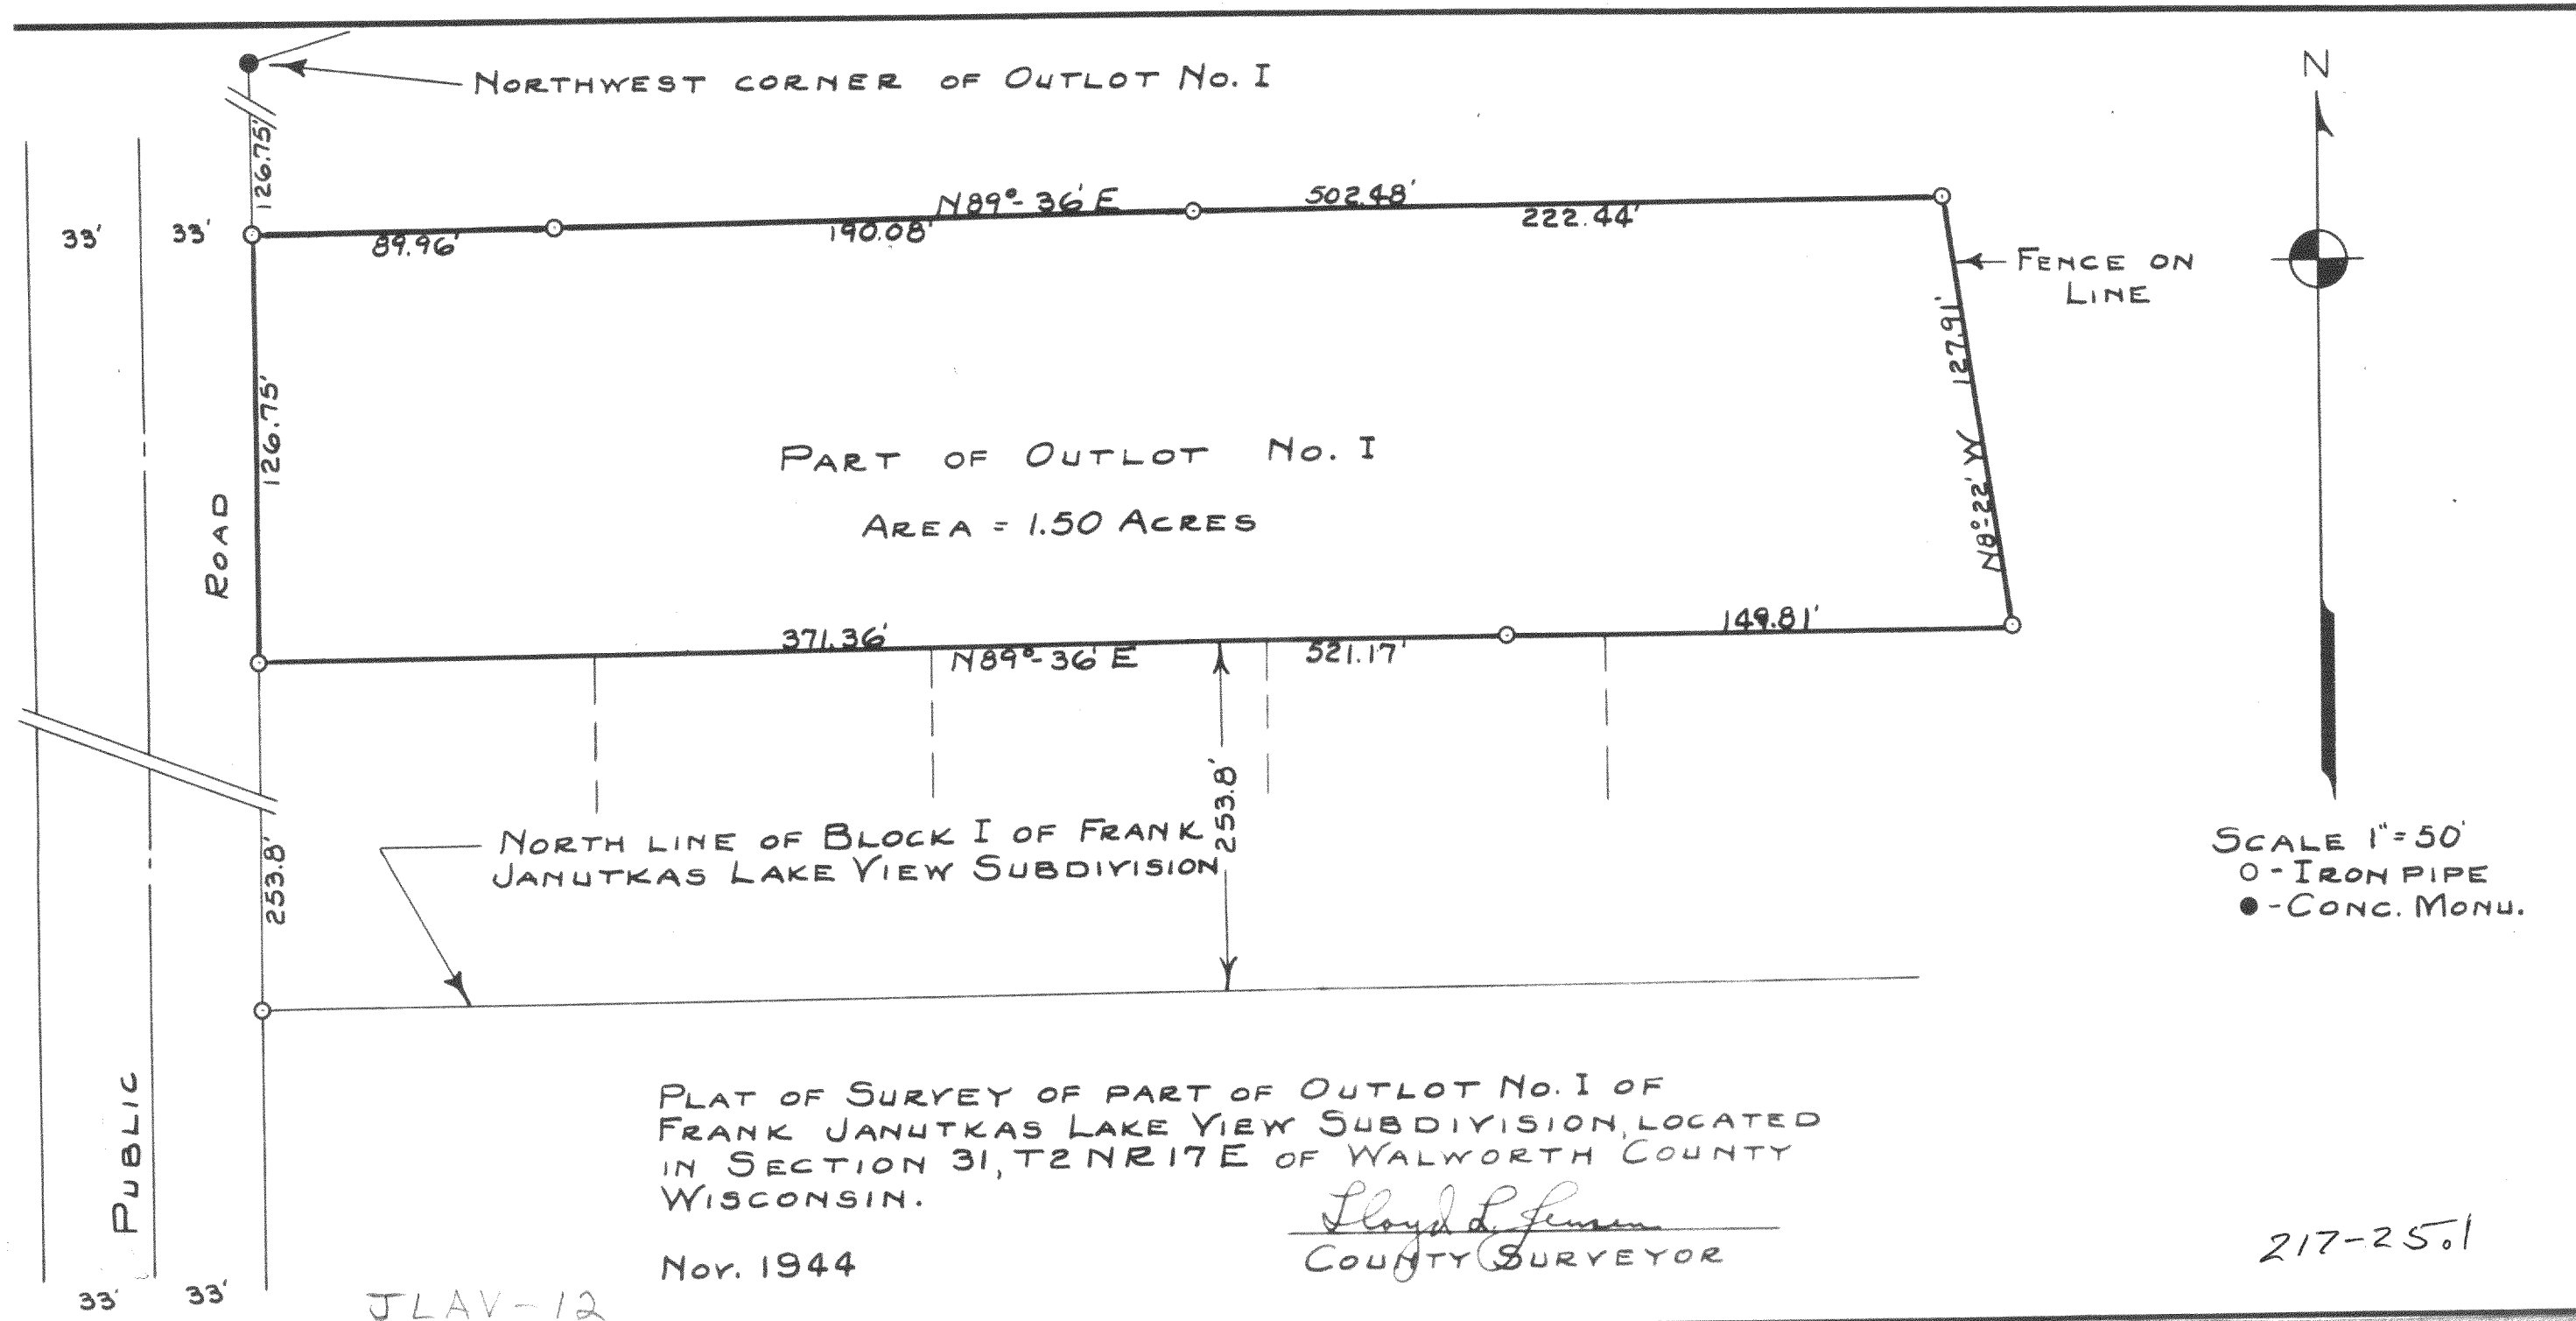 NORTHWEST CORNER OF OUTLOT No. I
N
126.75'
N89°-36' E
502.48'
33'
33'
89.96'
190.08'
222.44'
FENCE ON
LINE
127.91'
N8°-22' W
126.75'
PART OF OUTLOT No. I
AREA = 1.50 ACRES
ROAD
371.36'
N89°-36' E
521.17'
149.81'
253.8'
253.8'
NORTH LINE OF BLOCK I OF FRANK
JANUTKAS LAKE VIEW SUBDIVISION
SCALE 1"=50'
O - IRON PIPE
● - CONC. MONU.
PUBLIC
PLAT OF SURVEY OF PART OF OUTLOT No. I OF
FRANK JANUTKAS LAKE VIEW SUBDIVISION, LOCATED
IN SECTION 31, T2NR17E OF WALWORTH COUNTY
WISCONSIN.
Lloyd L. Jensen
COUNTY SURVEYOR
Nov. 1944
217-25.1
33'
33'
JLAV-12